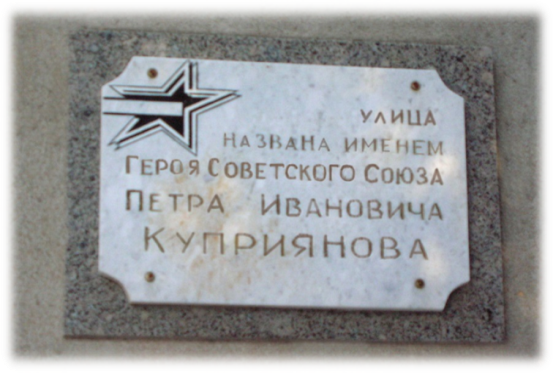 УЛИЦА
НАЗВАНА ИМЕНЕМ
ГЕРОЯ СОВЕТСКОГО СОЮЗА
ПЕТРА ИВАНОВИЧА
КУПРИЯНОВА